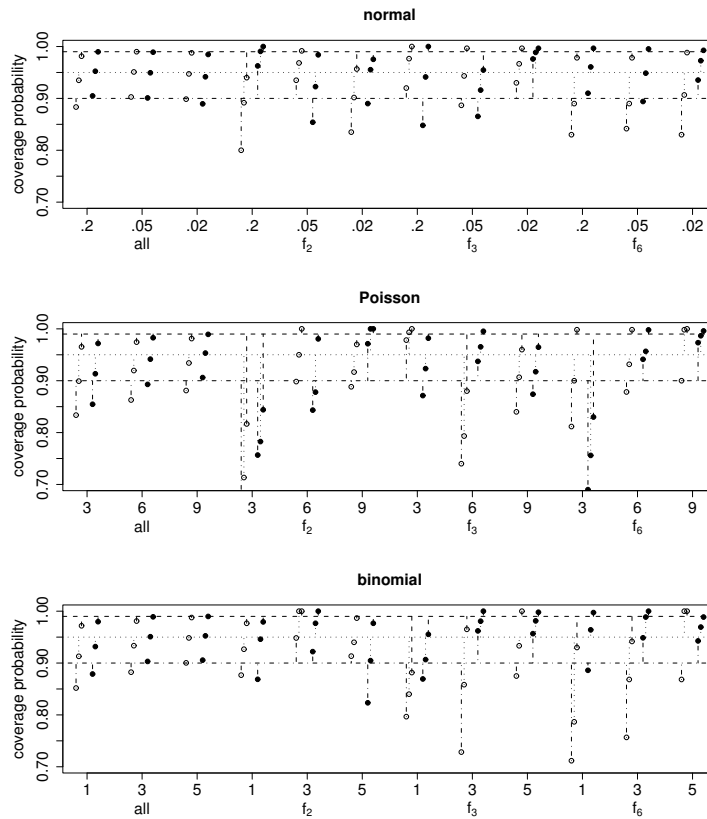 normal
coverage probability
1.00
0.90
0.80
0.70
.2 .05 .02 .2 .05 .02 .2 .05 .02 .2 .05 .02
all f₂ f₃ f₆
Poisson
coverage probability
1.00
0.90
0.80
0.70
3 6 9 3 6 9 3 6 9 3 6 9
all f₂ f₃ f₆
binomial
coverage probability
1.00
0.90
0.80
0.70
1 3 5 1 3 5 1 3 5 1 3 5
all f₂ f₃ f₆